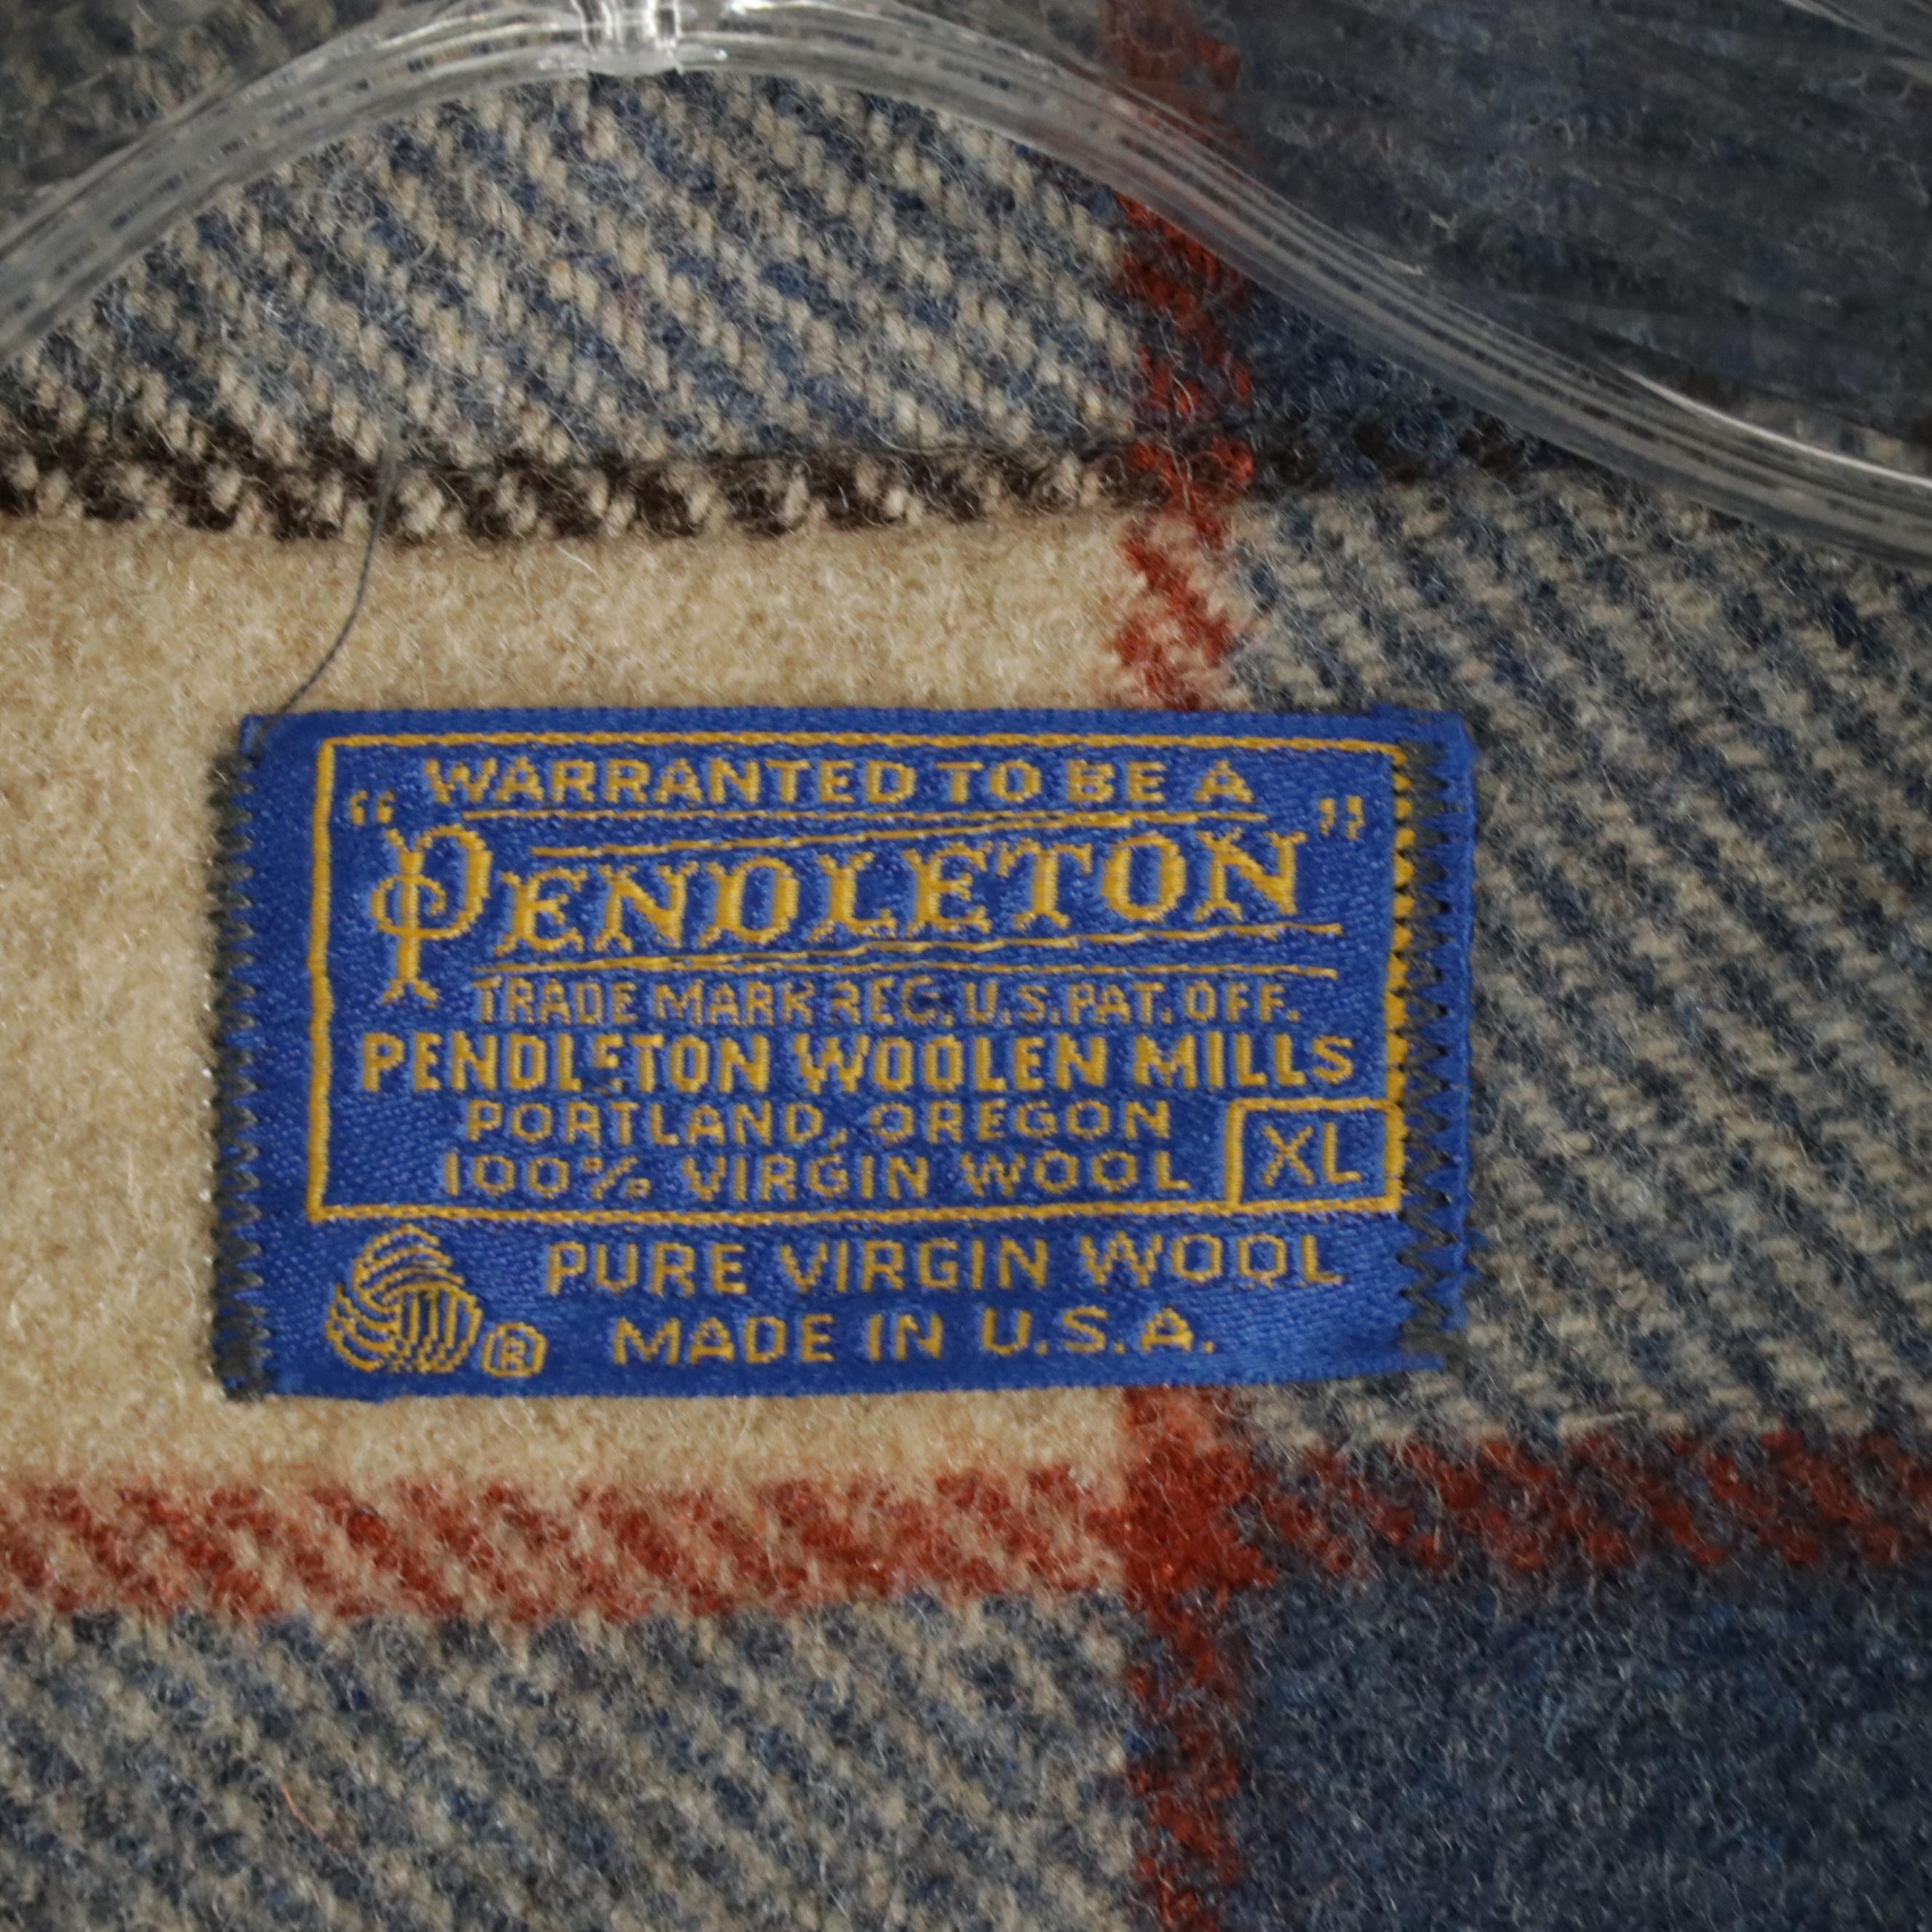 WARRANTED TO BE A
"PENDLETON"
TRADE MARK REG. U.S. PAT. OFF.
PENDLETON WOOLEN MILLS
PORTLAND, OREGON
100% VIRGIN WOOL XL
PURE VIRGIN WOOL
® MADE IN U.S.A.